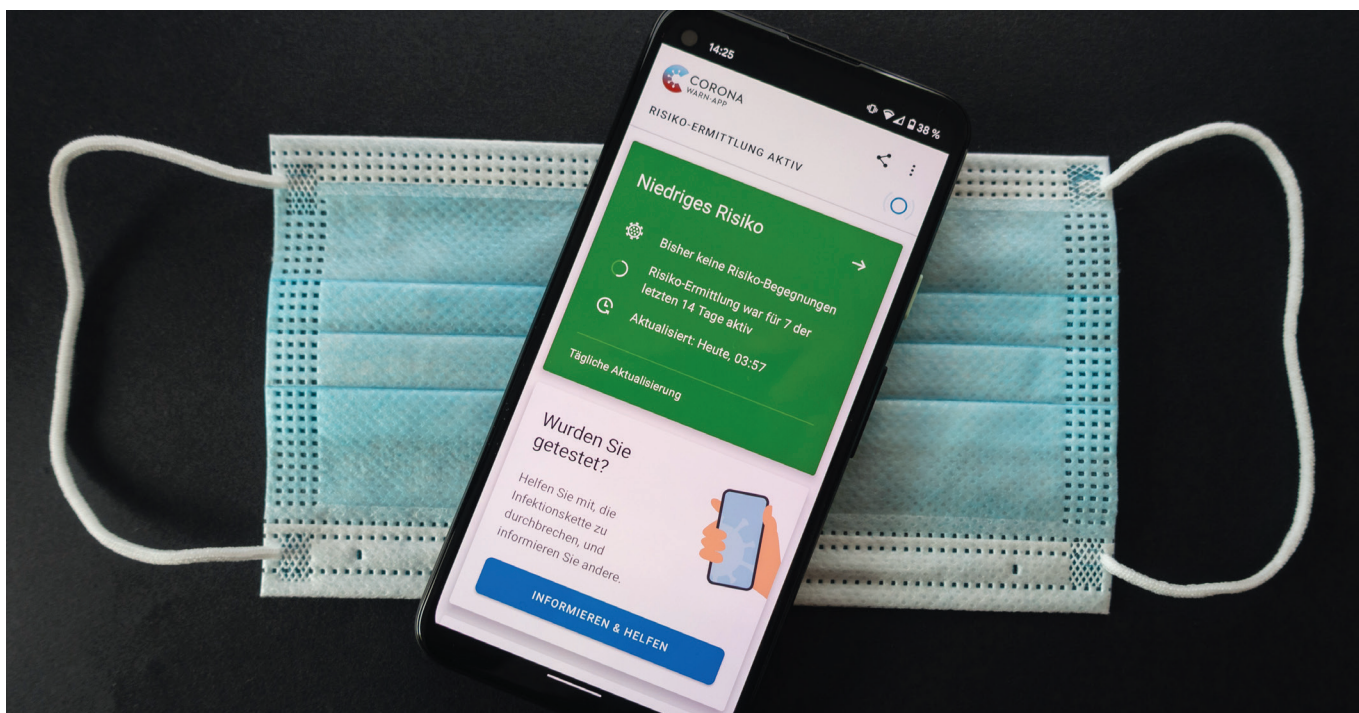 14:25
38 %
CORONA
WARN-APP
RISIKO-ERMITTLUNG AKTIV
Niedriges Risiko
Bisher keine Risiko-Begegnungen
Risiko-Ermittlung war für 7 der
letzten 14 Tage aktiv
Aktualisiert: Heute, 03:57
Tägliche Aktualisierung
Wurden Sie
getestet?
Helfen Sie mit, die
Infektionskette zu
durchbrechen, und
informieren Sie andere.
INFORMIEREN & HELFEN